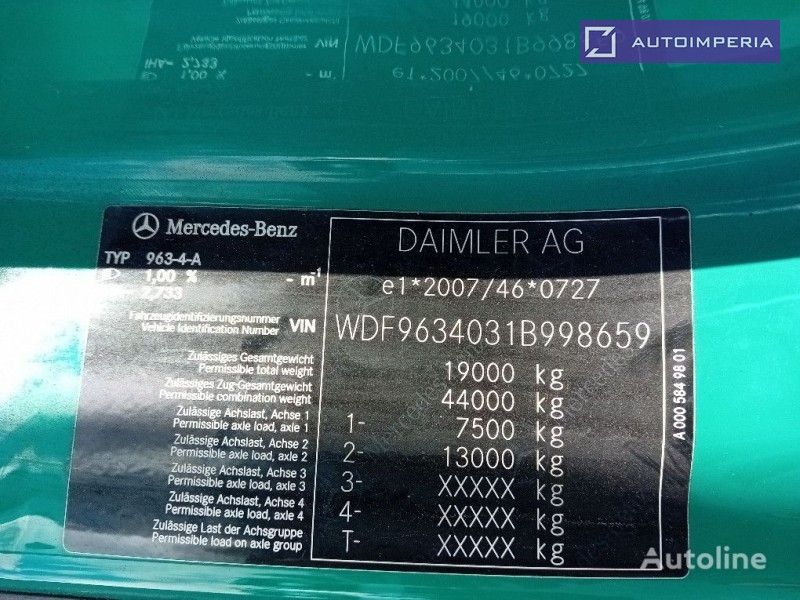 AUTOIMPERIA
Mercedes-Benz
DAIMLER AG
TYP 963-4-A
1,00 % - m⁻¹
2,733
e1*2007/46*0727
Fahrzeugidentifizierungsnummer
Vehicle Identification Number VIN WDF9634031B998659
Zulässiges Gesamtgewicht
Permissible total weight 19000 kg
Zulässiges Zug-Gesamtgewicht
Permissible combination weight 44000 kg
Zulässige Achslast, Achse 1
Permissible axle load, axle 1 1- 7500 kg
Zulässige Achslast, Achse 2
Permissible axle load, axle 2 2- 13000 kg
Zulässige Achslast, Achse 3
Permissible axle load, axle 3 3- XXXXX kg
Zulässige Achslast, Achse 4
Permissible axle load, axle 4 4- XXXXX kg
Zulässige Last der Achsgruppe
Permissible load on axle group T- XXXXX kg
A 000 584 98 01
Autoline